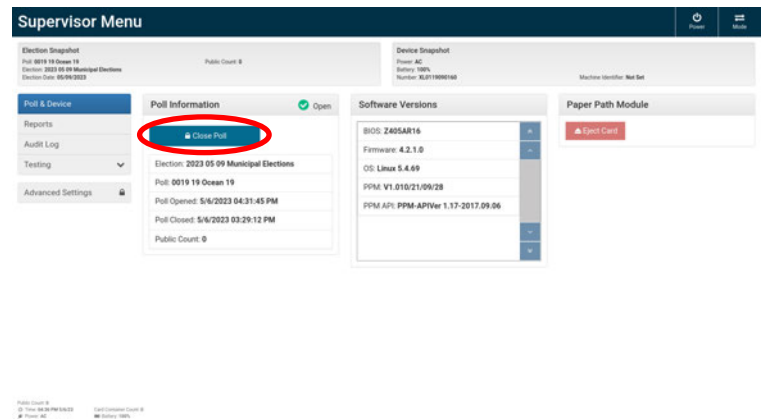 Supervisor Menu
Power
Mode
Election Snapshot
Poll: 0019 19 Ocean 19
Election: 2023 05 09 Municipal Elections
Election Date: 05/09/2023
Public Count: 0
Device Snapshot
Power: AC
Battery: 100%
Number: XL0119090160
Machine Identifier: Not Set
Poll & Device
Reports
Audit Log
Testing
Advanced Settings
Poll Information
Open
Close Poll
Election: 2023 05 09 Municipal Elections
Poll: 0019 19 Ocean 19
Poll Opened: 5/6/2023 04:31:45 PM
Poll Closed: 5/6/2023 03:29:12 PM
Public Count: 0
Software Versions
BIOS: Z405AR16
Firmware: 4.2.1.0
OS: Linux 5.4.69
PPM: V1.010/21/09/28
PPM API: PPM-APIVer 1.17-2017.09.06
Paper Path Module
Eject Card
Public Count: 0
Time: 04:36 PM
Card Container Count: 0
Power: AC
Battery: 100%